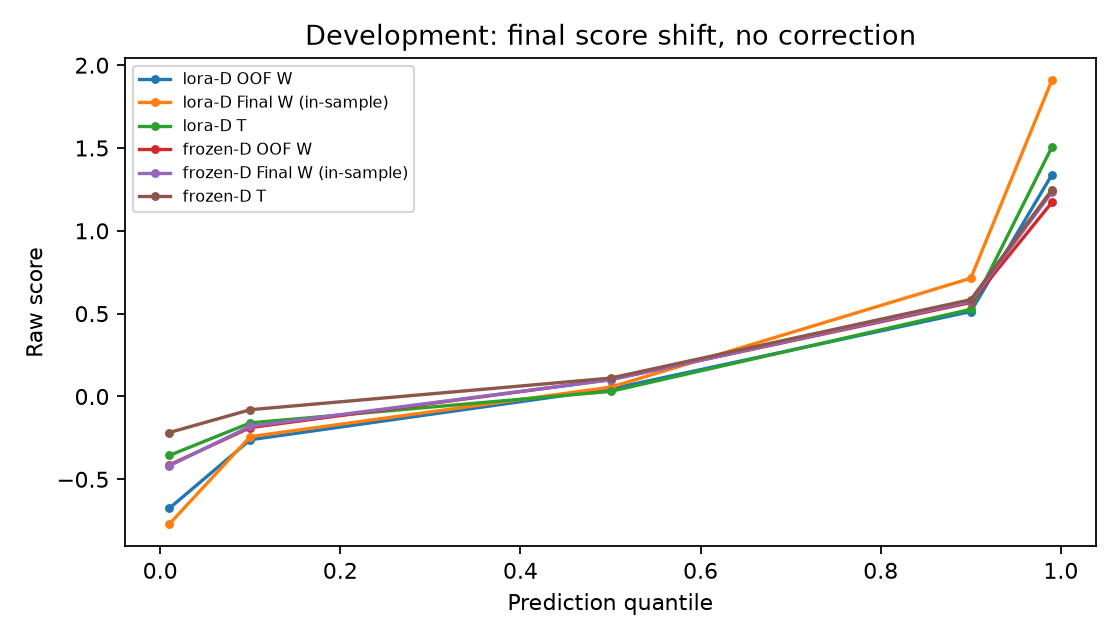 Development: final score shift, no correction
2.0
1.5
1.0
0.5
0.0
−0.5
Raw score
lora-D OOF W
lora-D Final W (in-sample)
lora-D T
frozen-D OOF W
frozen-D Final W (in-sample)
frozen-D T
0.0 0.2 0.4 0.6 0.8 1.0
Prediction quantile